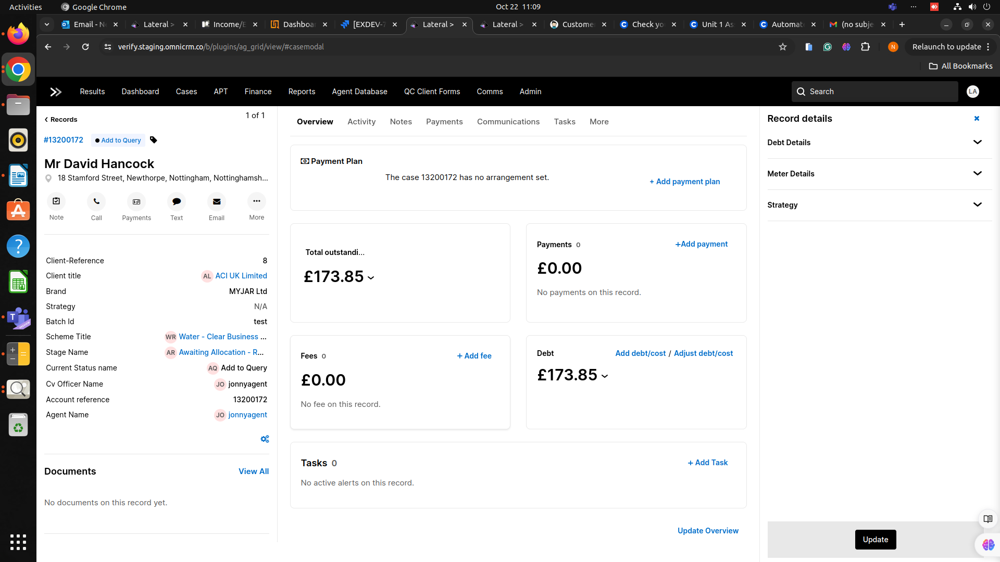 Activities
Google Chrome
Oct 22 11:09
Email - Ne
Lateral >
Income/E
Dashboar
[EXDEV-7
Lateral >
Lateral >
Custome
Check yo
Unit 1 As
Automat
(no subje
verify.staging.omnicrm.co/b/plugins/ag_grid/view/#casemodal
N
Relaunch to update
All Bookmarks
Results
Dashboard
Cases
APT
Finance
Reports
Agent Database
QC Client Forms
Comms
Admin
Search
LA
Records
1 of 1
#13200172
Add to Query
Mr David Hancock
18 Stamford Street, Newthorpe, Nottingham, Nottinghamsh...
Note
Call
Payments
Text
Email
More
Client-Reference 8
Client title AL ACI UK Limited
Brand MYJAR Ltd
Strategy N/A
Batch Id test
Scheme Title WR Water - Clear Business ...
Stage Name AR Awaiting Allocation - R...
Current Status name AQ Add to Query
Cv Officer Name JO jonnyagent
Account reference 13200172
Agent Name JO jonnyagent
Documents
View All
No documents on this record yet.
Overview
Activity
Notes
Payments
Communications
Tasks
More
Payment Plan
The case 13200172 has no arrangement set.
+ Add payment plan
Total outstandi...
£173.85
Payments 0
+Add payment
£0.00
No payments on this record.
Fees 0
+ Add fee
£0.00
No fee on this record.
Debt
Add debt/cost / Adjust debt/cost
£173.85
Tasks 0
+ Add Task
No active alerts on this record.
Update Overview
Record details
Debt Details
Meter Details
Strategy
Update